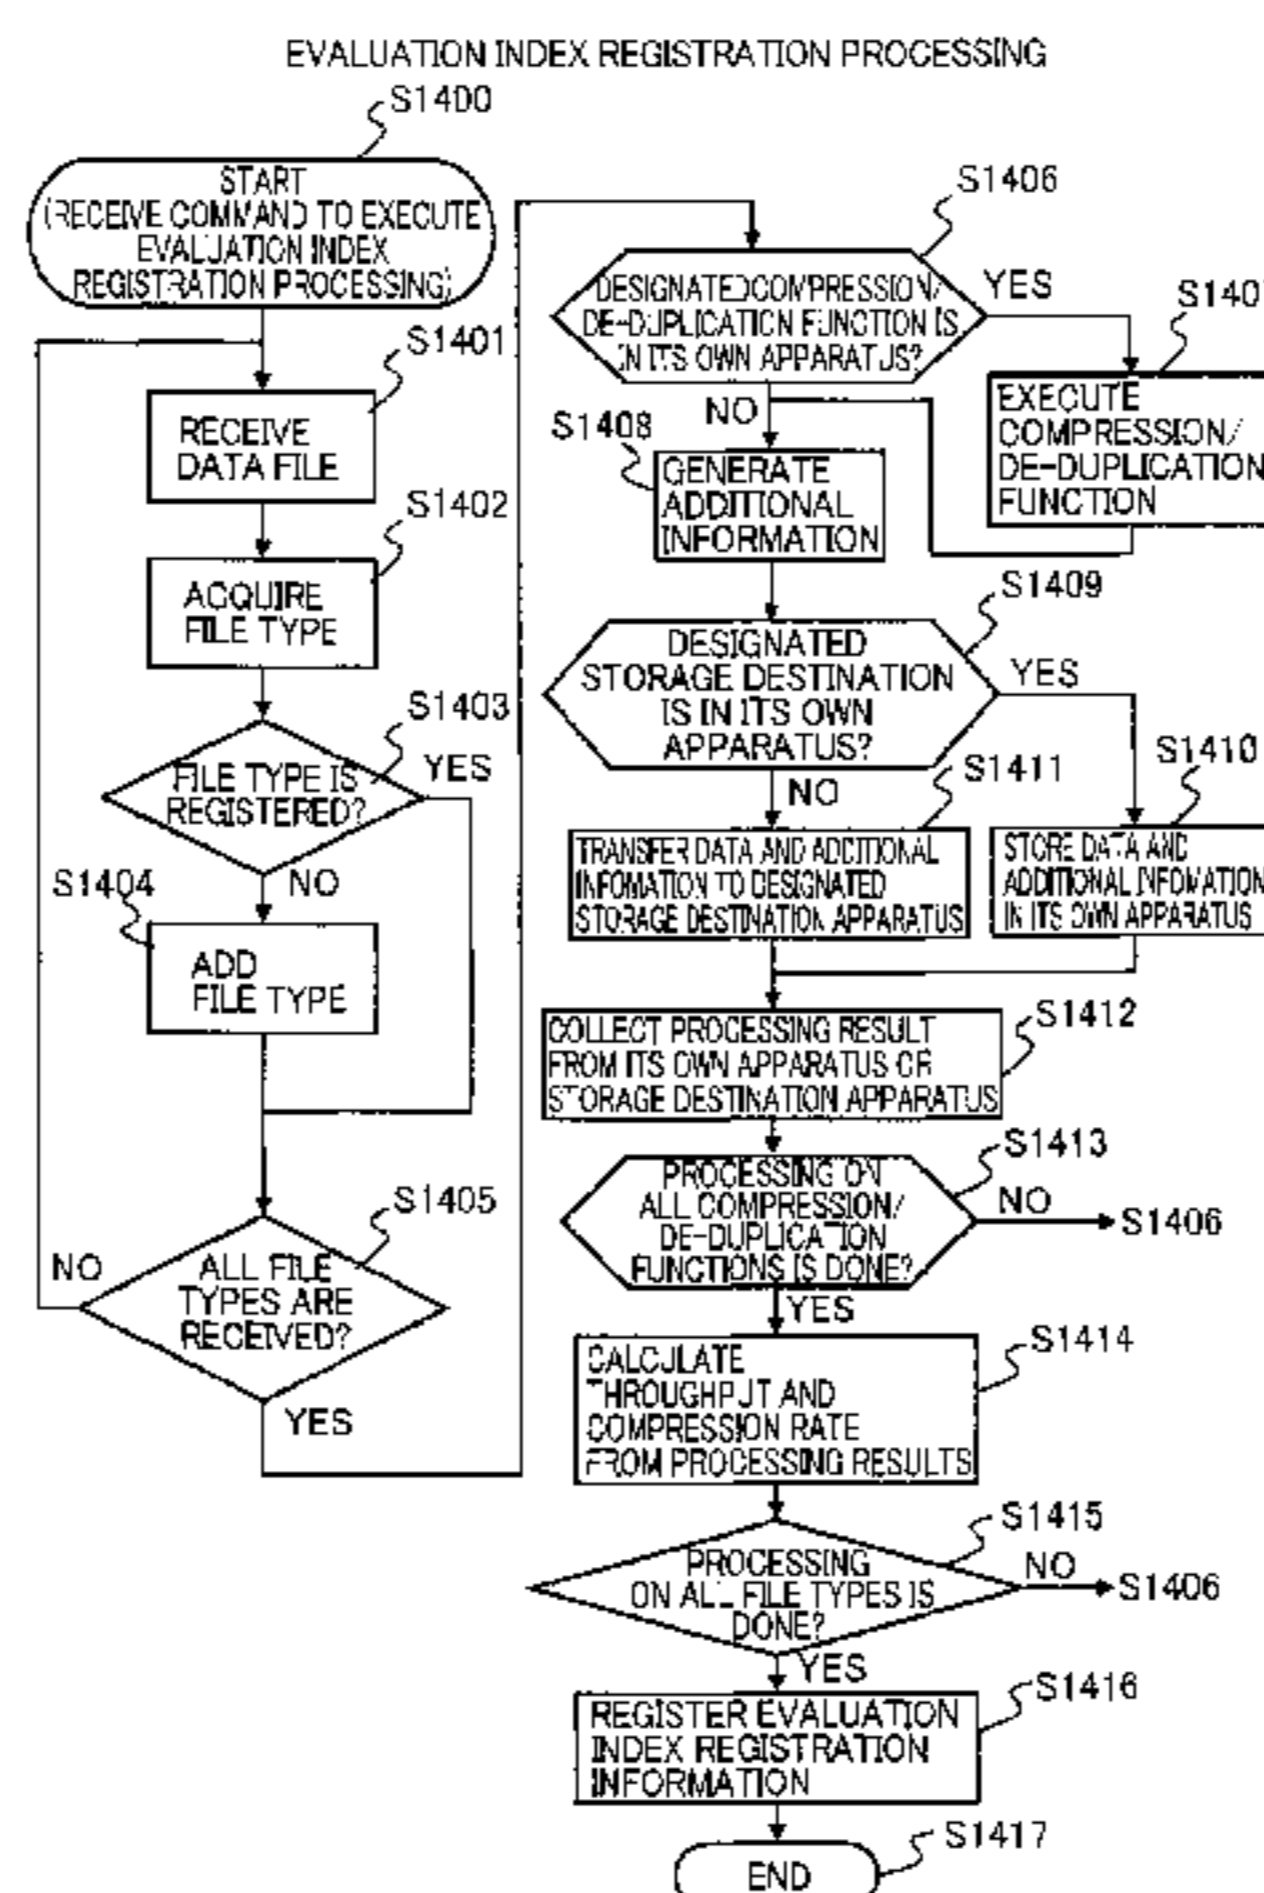 EVALUATION INDEX REGISTRATION PROCESSING
S1400
START
(RECEIVE COMMAND TO EXECUTE
EVALUATION INDEX
REGISTRATION PROCESSING)
S1401
RECEIVE
DATA FILE
S1402
ACQUIRE
FILE TYPE
S1403
FILE TYPE IS
REGISTERED?
YES
NO
S1404
ADD
FILE TYPE
S1405
ALL FILE
TYPES ARE
RECEIVED?
NO
YES
S1406
DESIGNATED COMPRESSION/
DE-DUPLICATION FUNCTION IS
IN ITS OWN APPARATUS?
YES
NO
EXECUTE
COMPRESSION/
DE-DUPLICATION
FUNCTION
S1408
GENERATE
ADDITIONAL
INFORMATION
S1409
DESIGNATED
STORAGE DESTINATION
IS IN ITS OWN
APPARATUS?
YES
NO
S1410
STORE DATA AND
ADDITIONAL INFOMATION
IN ITS OWN APPARATUS
S1411
TRANSFER DATA AND ADDITIONAL
INFOMATION TO DESIGNATED
STORAGE DESTINATION APPARATUS
S1412
COLLECT PROCESSING RESULT
FROM ITS OWN APPARATUS OR
STORAGE DESTINATION APPARATUS
S1413
PROCESSING ON
ALL COMPRESSION/
DE-DUPLICATION
FUNCTIONS IS DONE?
NO
S1406
YES
S1414
CALCULATE
THROUGHPUT AND
COMPRESSION RATE
FROM PROCESSING RESULTS
S1415
PROCESSING
ON ALL FILE TYPES IS
DONE?
NO
S1406
YES
S1416
REGISTER EVALUATION
INDEX REGISTRATION
INFORMATION
S1417
END